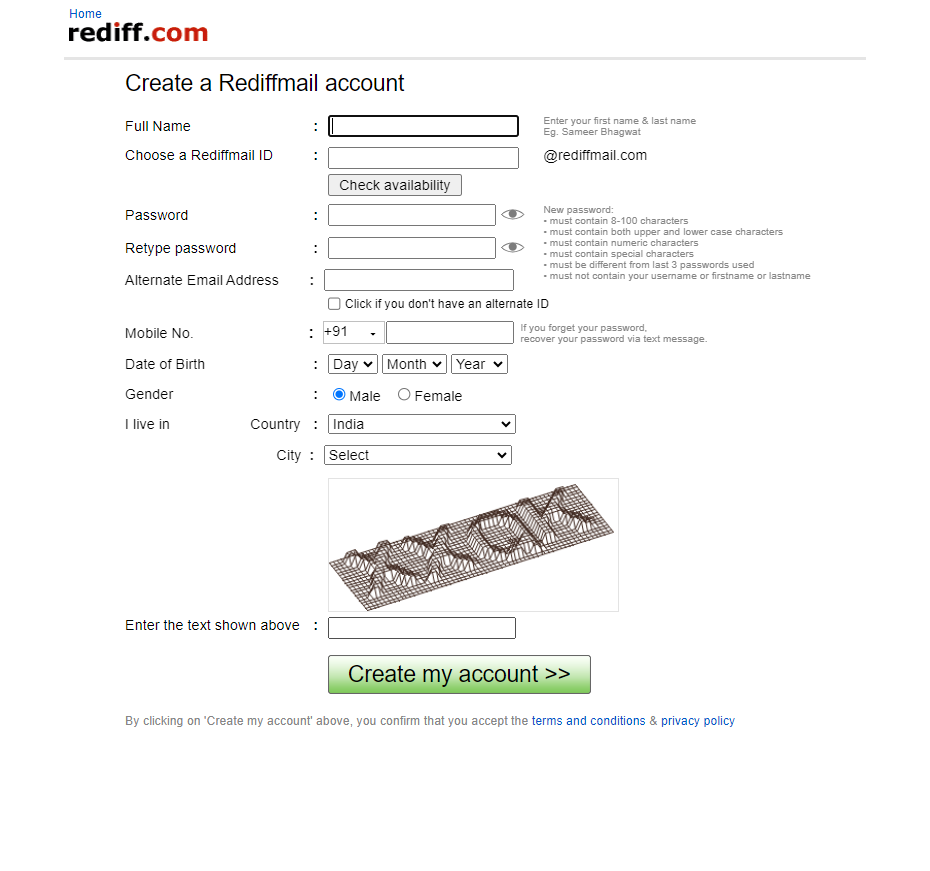 Home
rediff.com
Create a Rediffmail account
Full Name :
Enter your first name & last name
Eg. Sameer Bhagwat
Choose a Rediffmail ID : @rediffmail.com
Check availability
Password :
New password:
• must contain 8-100 characters
• must contain both upper and lower case characters
• must contain numeric characters
• must contain special characters
• must be different from last 3 passwords used
• must not contain your username or firstname or lastname
Retype password :
Alternate Email Address :
Click if you don't have an alternate ID
Mobile No. : +91
If you forget your password,
recover your password via text message.
Date of Birth : Day Month Year
Gender : Male Female
I live in Country : India
City : Select
Enter the text shown above :
Create my account >>
By clicking on 'Create my account' above, you confirm that you accept the terms and conditions & privacy policy